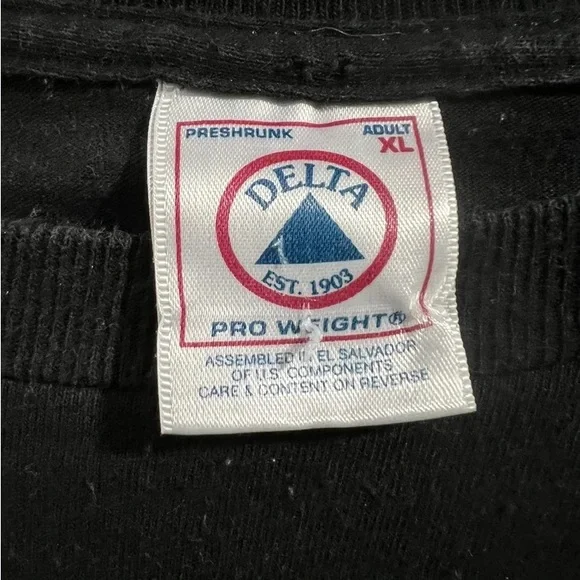 PRESHRUNK
ADULT
XL
DELTA
EST. 1903
PRO WEIGHT®
ASSEMBLED IN EL SALVADOR
OF U.S. COMPONENTS
CARE & CONTENT ON REVERSE